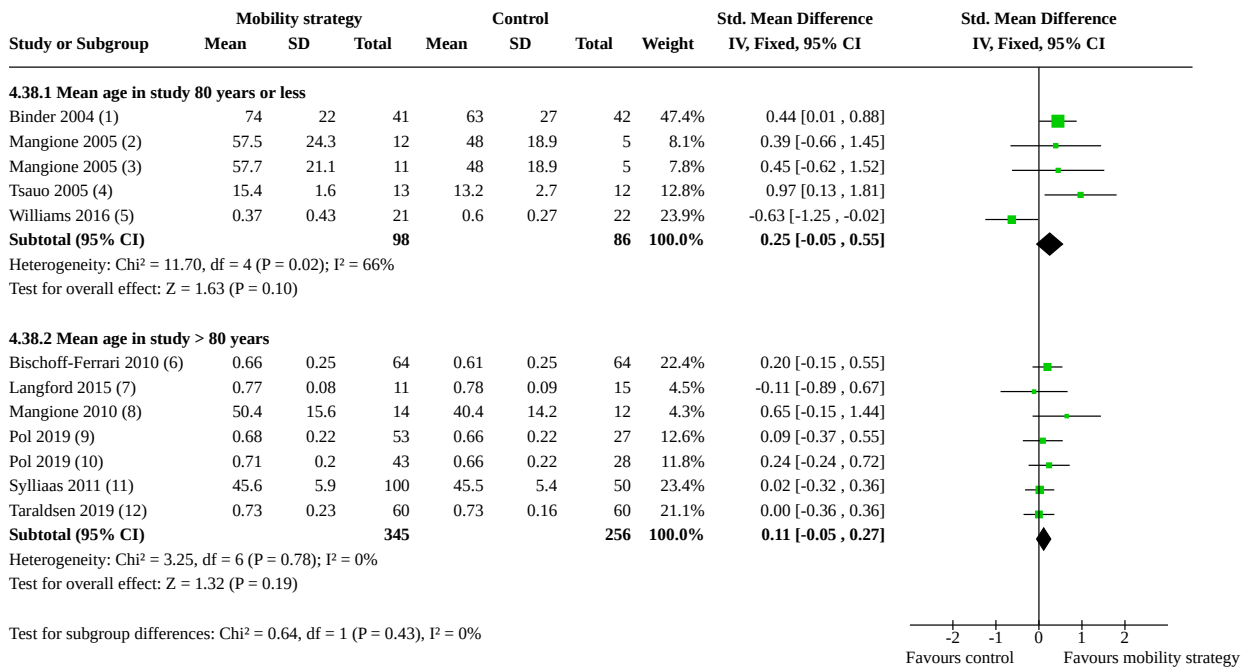 Mobility strategy Control Std. Mean Difference Std. Mean Difference
Study or Subgroup Mean SD Total Mean SD Total Weight IV, Fixed, 95% CI IV, Fixed, 95% CI
4.38.1 Mean age in study 80 years or less
Binder 2004 (1) 74 22 41 63 27 42 47.4% 0.44 [0.01 , 0.88]
Mangione 2005 (2) 57.5 24.3 12 48 18.9 5 8.1% 0.39 [-0.66 , 1.45]
Mangione 2005 (3) 57.7 21.1 11 48 18.9 5 7.8% 0.45 [-0.62 , 1.52]
Tsauo 2005 (4) 15.4 1.6 13 13.2 2.7 12 12.8% 0.97 [0.13 , 1.81]
Williams 2016 (5) 0.37 0.43 21 0.6 0.27 22 23.9% -0.63 [-1.25 , -0.02]
Subtotal (95% CI) 98 86 100.0% 0.25 [-0.05 , 0.55]
Heterogeneity: Chi² = 11.70, df = 4 (P = 0.02); I² = 66%
Test for overall effect: Z = 1.63 (P = 0.10)
4.38.2 Mean age in study > 80 years
Bischoff-Ferrari 2010 (6) 0.66 0.25 64 0.61 0.25 64 22.4% 0.20 [-0.15 , 0.55]
Langford 2015 (7) 0.77 0.08 11 0.78 0.09 15 4.5% -0.11 [-0.89 , 0.67]
Mangione 2010 (8) 50.4 15.6 14 40.4 14.2 12 4.3% 0.65 [-0.15 , 1.44]
Pol 2019 (9) 0.68 0.22 53 0.66 0.22 27 12.6% 0.09 [-0.37 , 0.55]
Pol 2019 (10) 0.71 0.2 43 0.66 0.22 28 11.8% 0.24 [-0.24 , 0.72]
Sylliaas 2011 (11) 45.6 5.9 100 45.5 5.4 50 23.4% 0.02 [-0.32 , 0.36]
Taraldsen 2019 (12) 0.73 0.23 60 0.73 0.16 60 21.1% 0.00 [-0.36 , 0.36]
Subtotal (95% CI) 345 256 100.0% 0.11 [-0.05 , 0.27]
Heterogeneity: Chi² = 3.25, df = 6 (P = 0.78); I² = 0%
Test for overall effect: Z = 1.32 (P = 0.19)
Test for subgroup differences: Chi² = 0.64, df = 1 (P = 0.43), I² = 0%
-2 -1 0 1 2
Favours control Favours mobility strategy